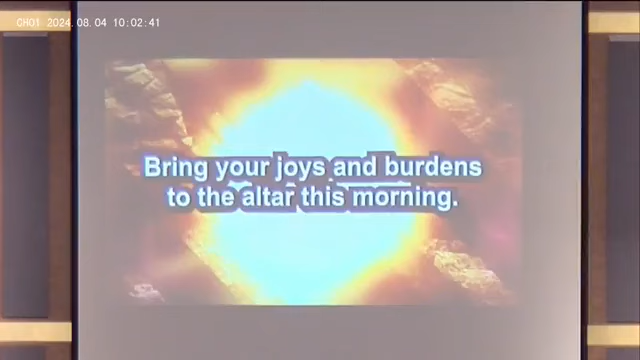 CH01 2024.08.04 10:02:41
Bring your joys and burdens
to the altar this morning.